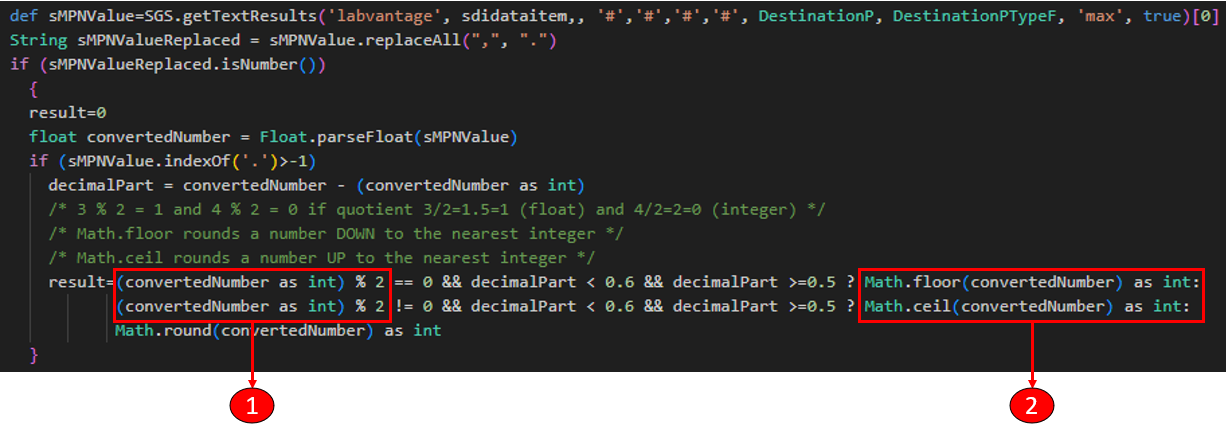 def sMPNValue=SGS.getTextResults('labvantage', sdidataitem,, '#','#','#','#', DestinationP, DestinationPTypeF, 'max', true)[0]
String sMPNValueReplaced = sMPNValue.replaceAll(",", ".")
if (sMPNValueReplaced.isNumber())
{
result=0
float convertedNumber = Float.parseFloat(sMPNValue)
if (sMPNValue.indexOf('.')>-1)
decimalPart = convertedNumber - (convertedNumber as int)
/* 3 % 2 = 1 and 4 % 2 = 0 if quotient 3/2=1.5=1 (float) and 4/2=2=0 (integer) */
/* Math.floor rounds a number DOWN to the nearest integer */
/* Math.ceil rounds a number UP to the nearest integer */
result=(convertedNumber as int) % 2 == 0 && decimalPart < 0.6 && decimalPart >=0.5 ? Math.floor(convertedNumber) as int:
(convertedNumber as int) % 2 != 0 && decimalPart < 0.6 && decimalPart >=0.5 ? Math.ceil(convertedNumber) as int:
Math.round(convertedNumber) as int
}
1
2